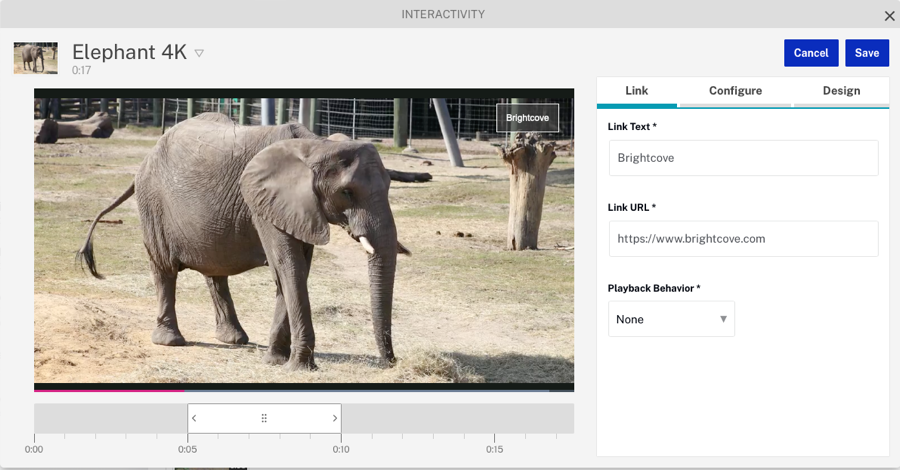 INTERACTIVITY
Elephant 4K
0:17
Cancel
Save
Brightcove
Link
Configure
Design
Link Text *
Brightcove
Link URL *
https://www.brightcove.com
Playback Behavior *
None
0:00
0:05
0:10
0:15